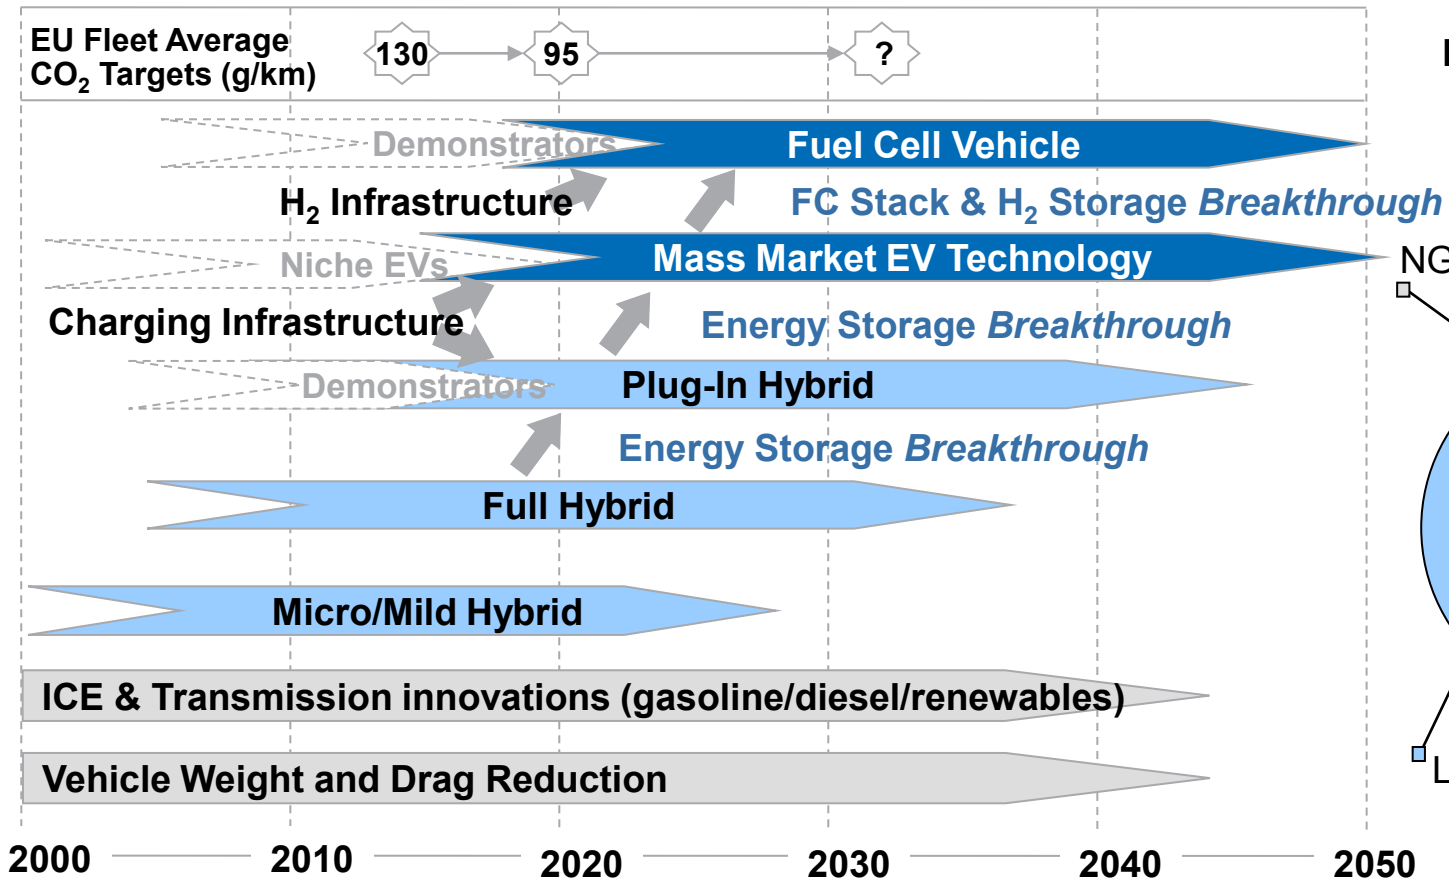 EU Fleet Average
CO₂ Targets (g/km)
130
95
?
Demonstrators
Fuel Cell Vehicle
H₂ Infrastructure
FC Stack & H₂ Storage Breakthrough
Niche EVs
Mass Market EV Technology
NG
Charging Infrastructure
Energy Storage Breakthrough
Demonstrators
Plug-In Hybrid
Energy Storage Breakthrough
Full Hybrid
Micro/Mild Hybrid
ICE & Transmission innovations (gasoline/diesel/renewables)
L
Vehicle Weight and Drag Reduction
2000
2010
2020
2030
2040
2050